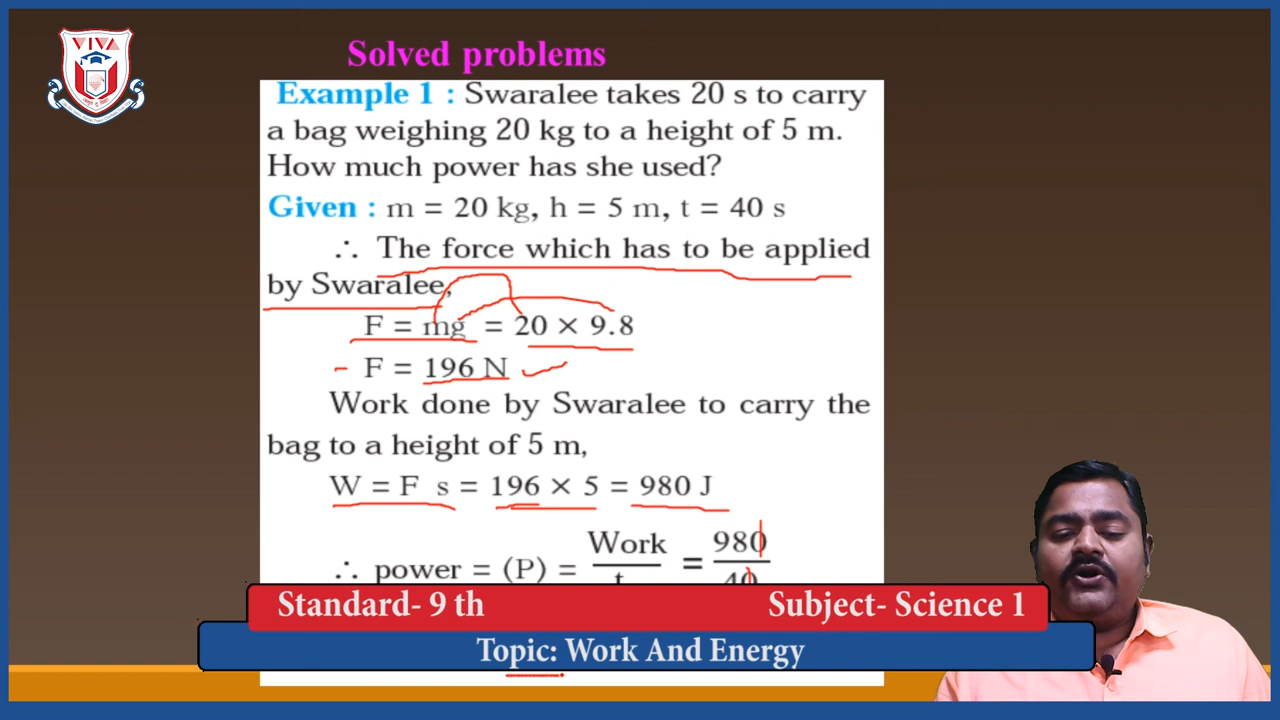 VIVA
Solved problems
Example 1 : Swaralee takes 20 s to carry
a bag weighing 20 kg to a height of 5 m.
How much power has she used?
Given : m = 20 kg, h = 5 m, t = 40 s
∴ The force which has to be applied
by Swaralee,
F = mg = 20 × 9.8
- F = 196 N
Work done by Swaralee to carry the
bag to a height of 5 m,
W = F s = 196 × 5 = 980 J
∴ power = (P) = Work/t = 980/40
Standard- 9 th Subject- Science 1
Topic: Work And Energy